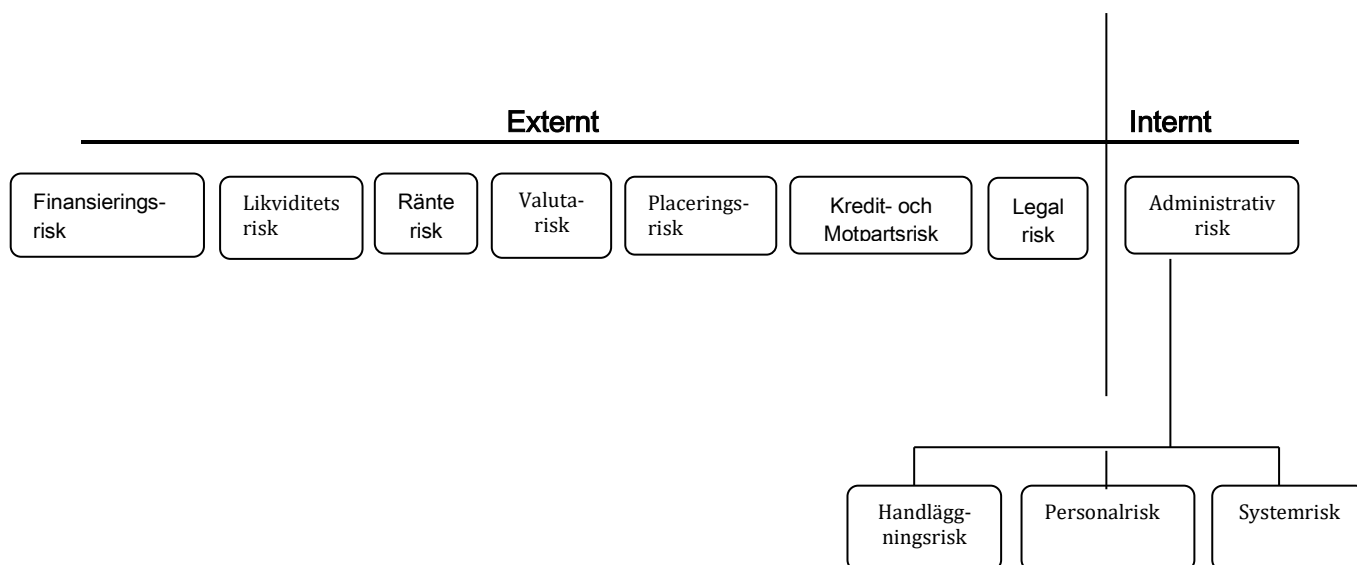 Externt
Internt
Finansierings-
risk
Likviditets
risk
Ränte
risk
Valuta-
risk
Placerings-
risk
Kredit- och
Motpartsrisk
Legal
risk
Administrativ
risk
Handlägg-
ningsrisk
Personalrisk
Systemrisk